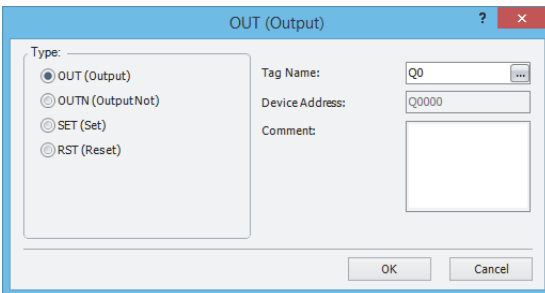 OUT (Output)
?
×
Type:
OUT (Output)
OUTN (OutputNot)
SET (Set)
RST (Reset)
Tag Name:
Q0
...
Device Address:
Q0000
Comment:
OK
Cancel